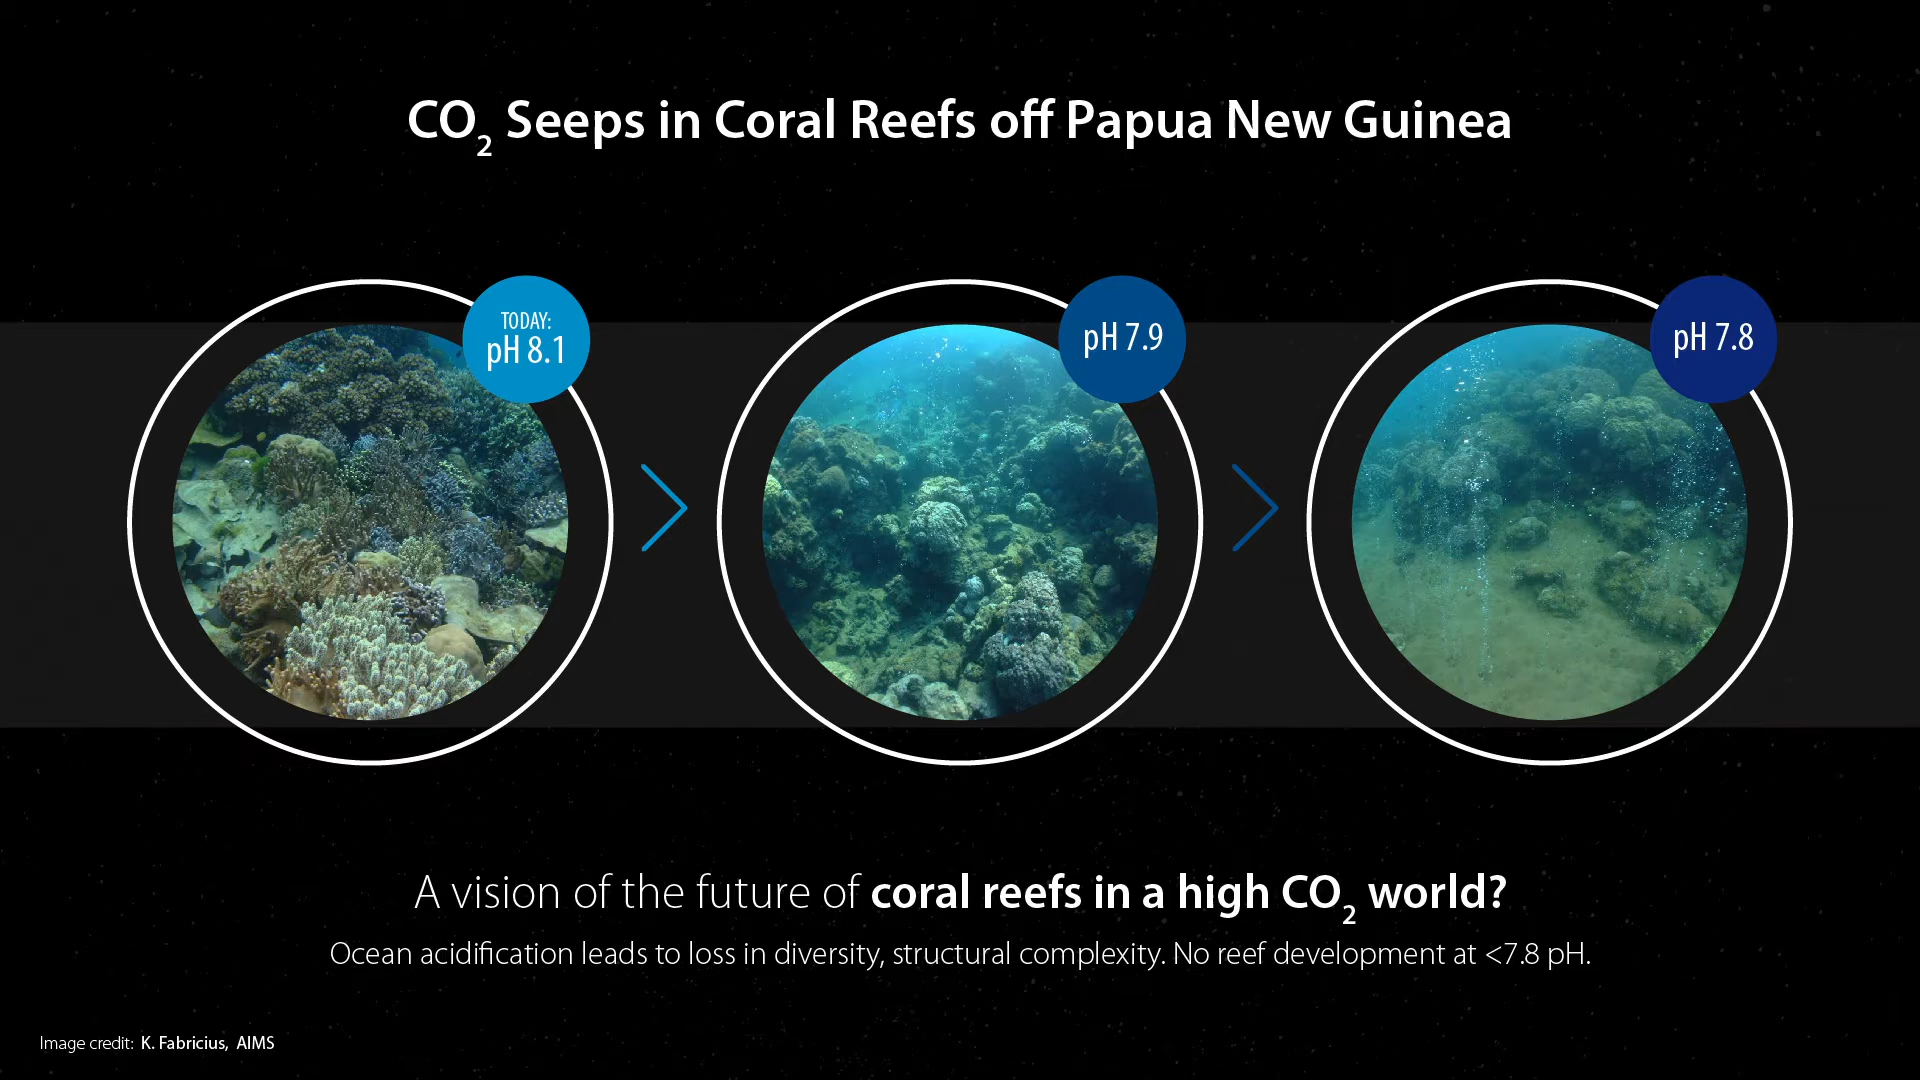 CO₂ Seeps in Coral Reefs off Papua New Guinea
TODAY:
pH 8.1
pH 7.9
pH 7.8
A vision of the future of coral reefs in a high CO₂ world?
Ocean acidification leads to loss in diversity, structural complexity. No reef development at <7.8 pH.
Image credit: K. Fabricius, AIMS